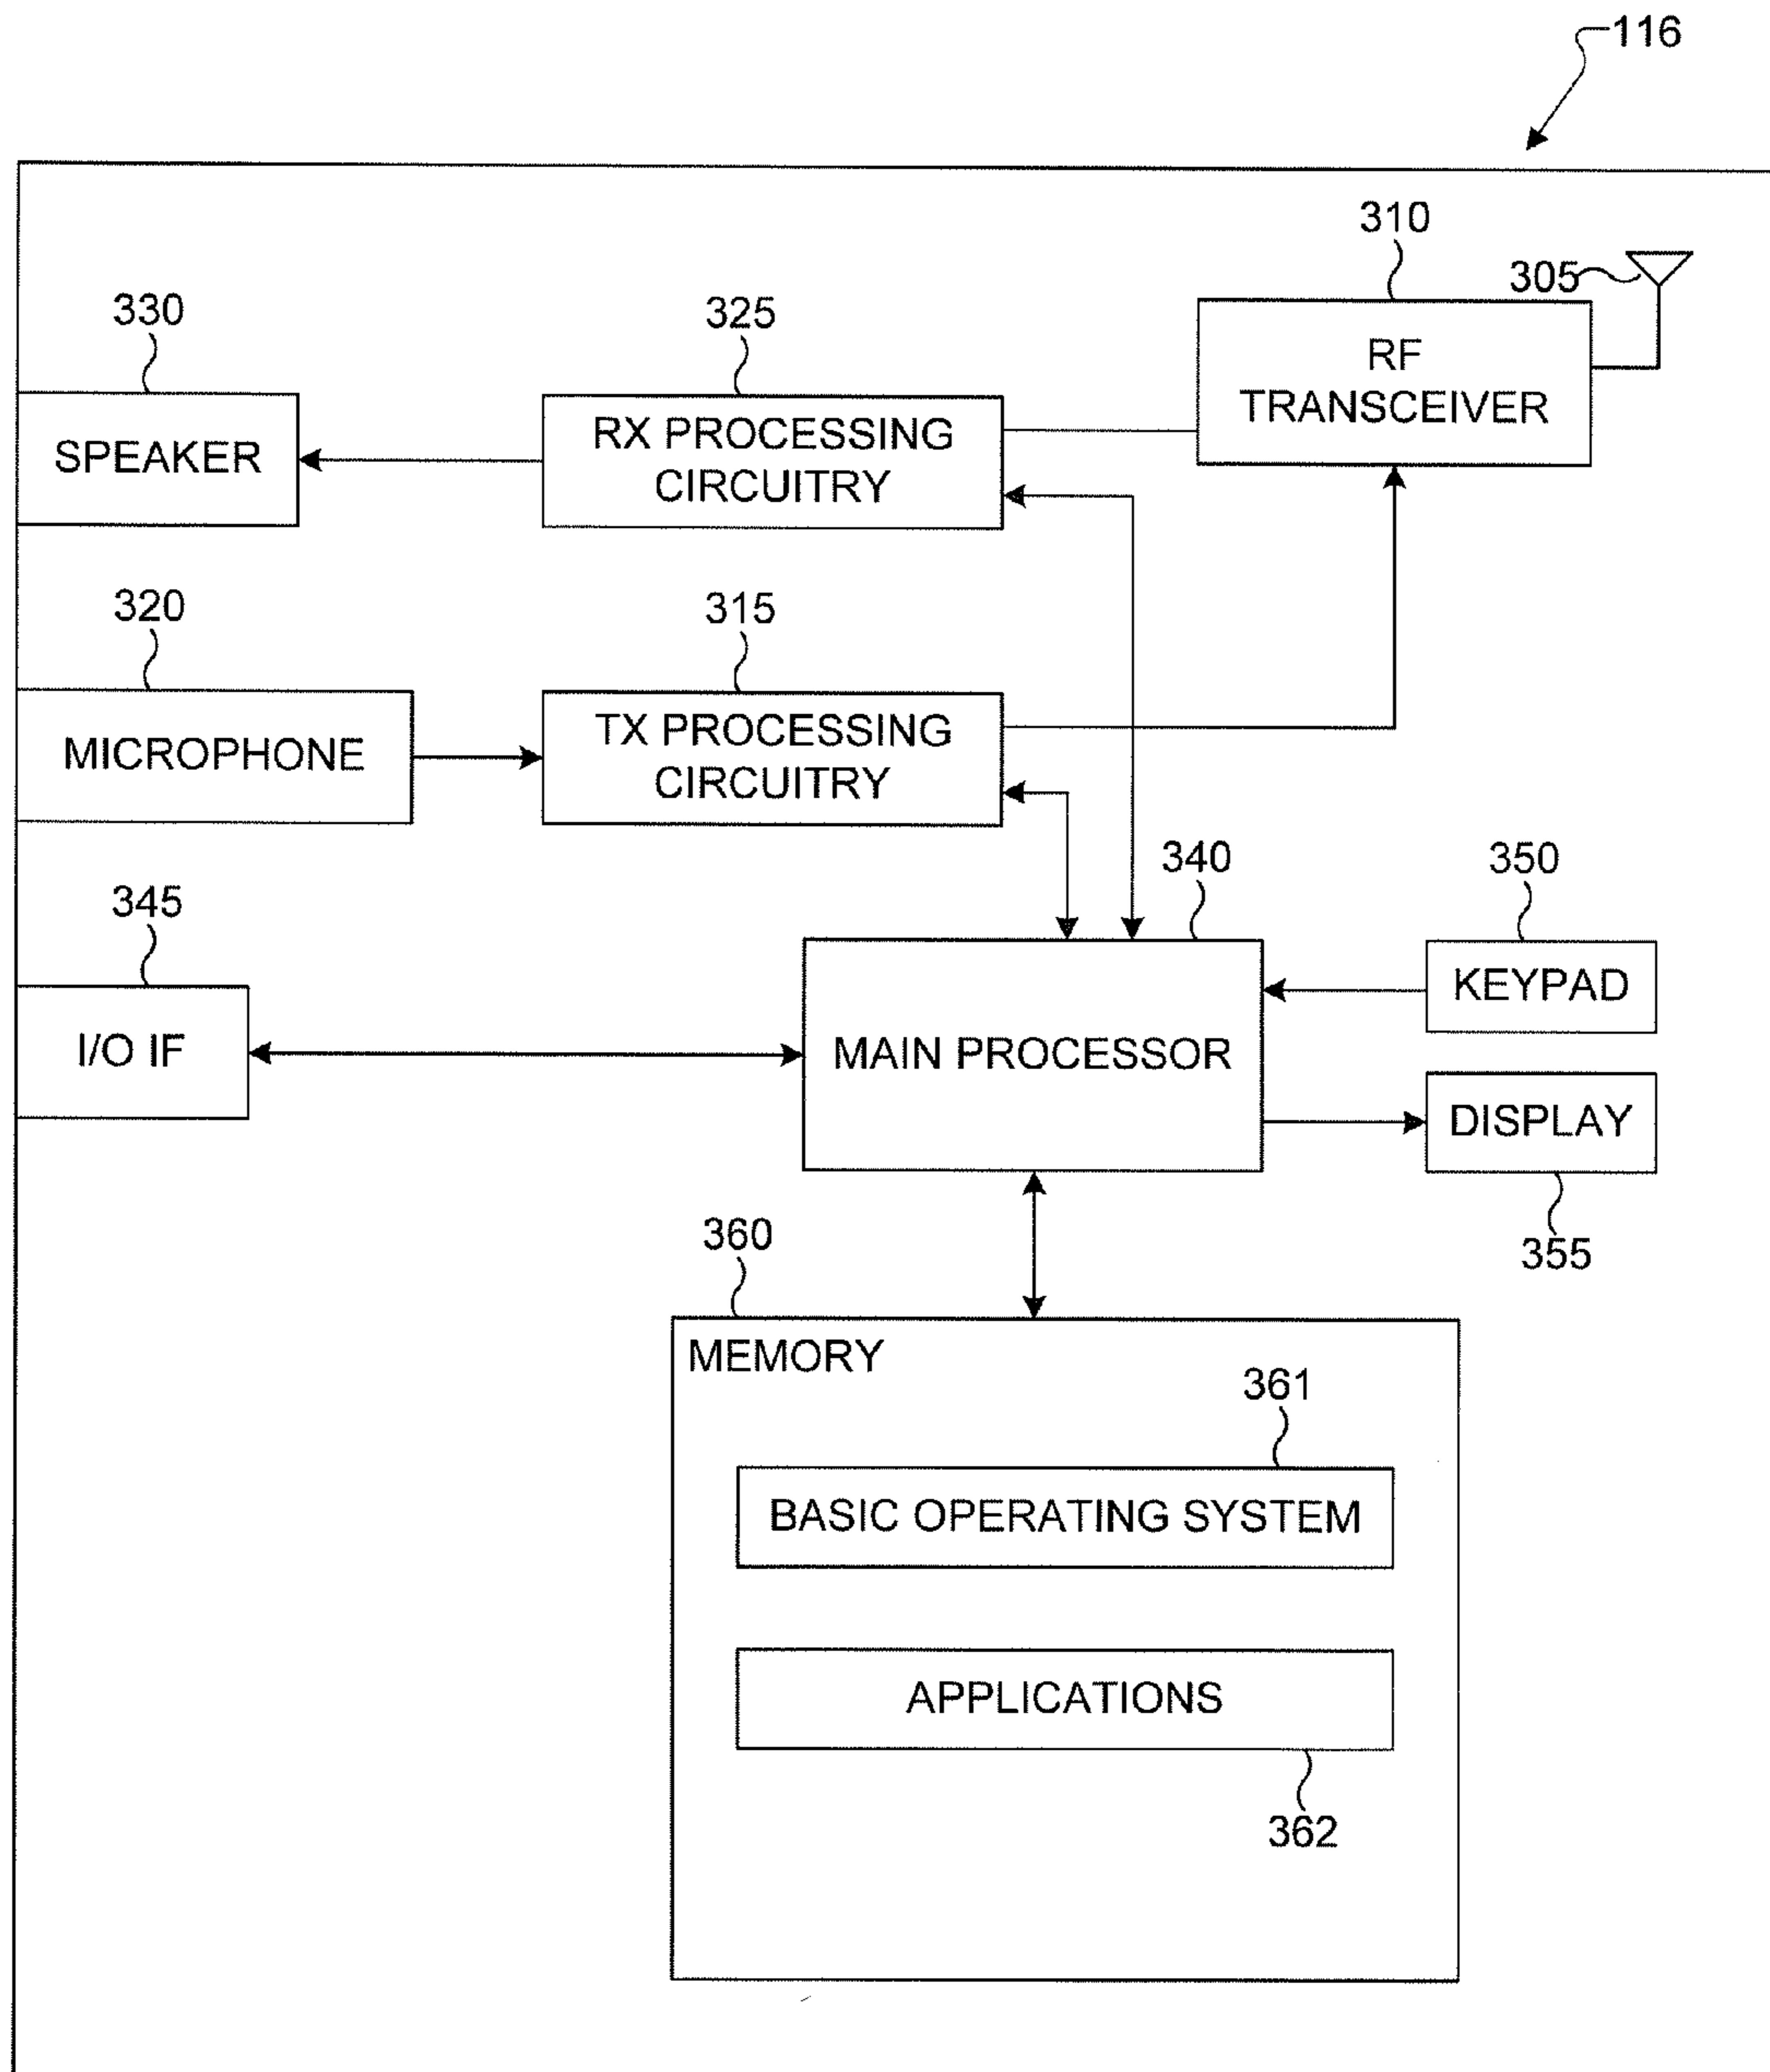 116
310
305
330
325
RF
TRANSCEIVER
SPEAKER
RX PROCESSING
CIRCUITRY
320
315
MICROPHONE
TX PROCESSING
CIRCUITRY
345
340
350
I/O IF
MAIN PROCESSOR
KEYPAD
DISPLAY
355
360
MEMORY
361
BASIC OPERATING SYSTEM
APPLICATIONS
362